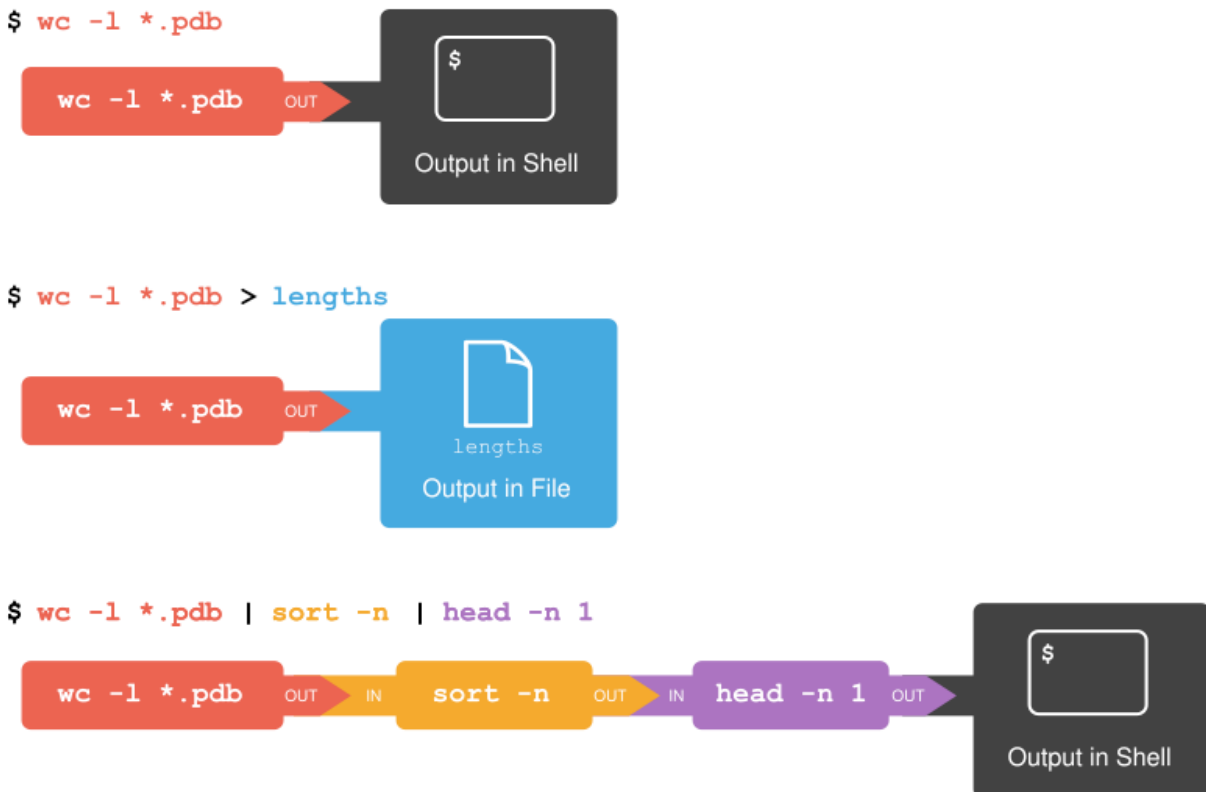 $ wc -l *.pdb
$
wc -l *.pdb OUT
Output in Shell
$ wc -l *.pdb > lengths
wc -l *.pdb OUT
lengths
Output in File
$ wc -l *.pdb | sort -n | head -n 1
$
wc -l *.pdb OUT IN sort -n OUT IN head -n 1 OUT
Output in Shell